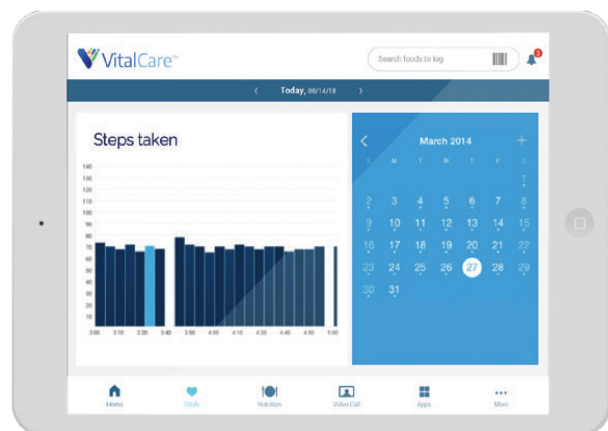 VitalCare™
Search foods to log
3
Today, 08/14/18
Steps taken
140
130
120
110
100
90
80
70
60
50
40
30
20
10
3:00 3:10 3:20 3:40 3:50 4:00 4:10 4:20 4:40 4:50 5:00
March 2014
S M T W T F S
1
2 3 4 5 6 7 8
9 10 11 12 13 14 15
16 17 18 19 20 21 22
23 24 25 26 27 28 29
30 31
Home Vitals Nutrition Video Call Apps More